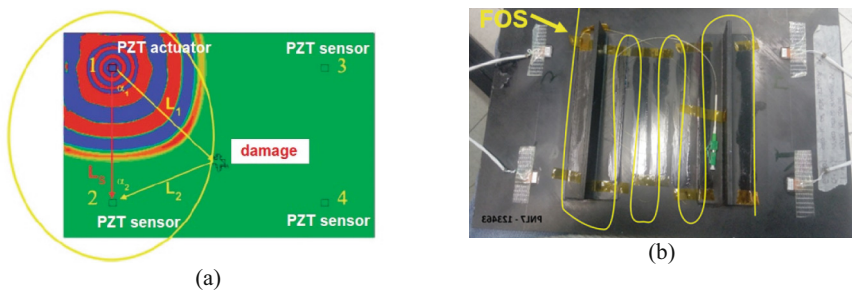 PZT actuator
PZT sensor
1
3
α1
L1
damage
L3
L2
2
α2
4
PZT sensor
PZT sensor
(a)
FOS
PNL7 - 123463
(b)